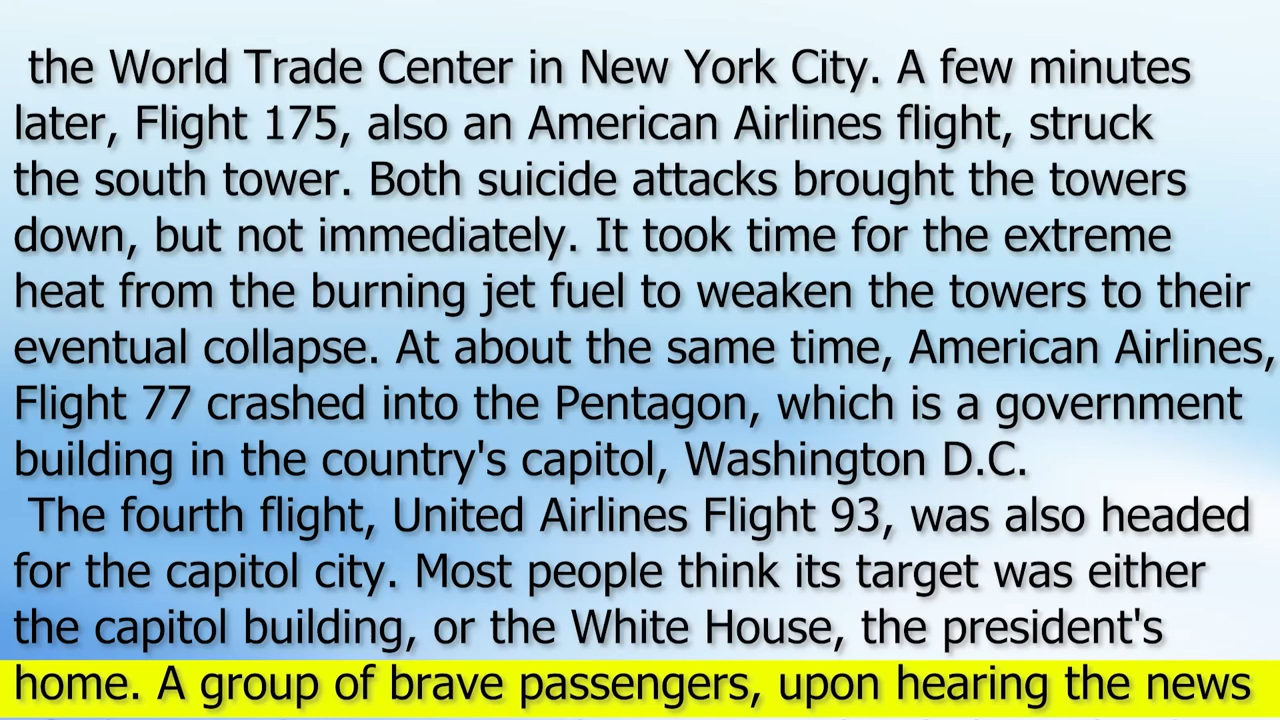 the World Trade Center in New York City. A few minutes
later, Flight 175, also an American Airlines flight, struck
the south tower. Both suicide attacks brought the towers
down, but not immediately. It took time for the extreme
heat from the burning jet fuel to weaken the towers to their
eventual collapse. At about the same time, American Airlines,
Flight 77 crashed into the Pentagon, which is a government
building in the country's capitol, Washington D.C.
The fourth flight, United Airlines Flight 93, was also headed
for the capitol city. Most people think its target was either
the capitol building, or the White House, the president's
home. A group of brave passengers, upon hearing the news